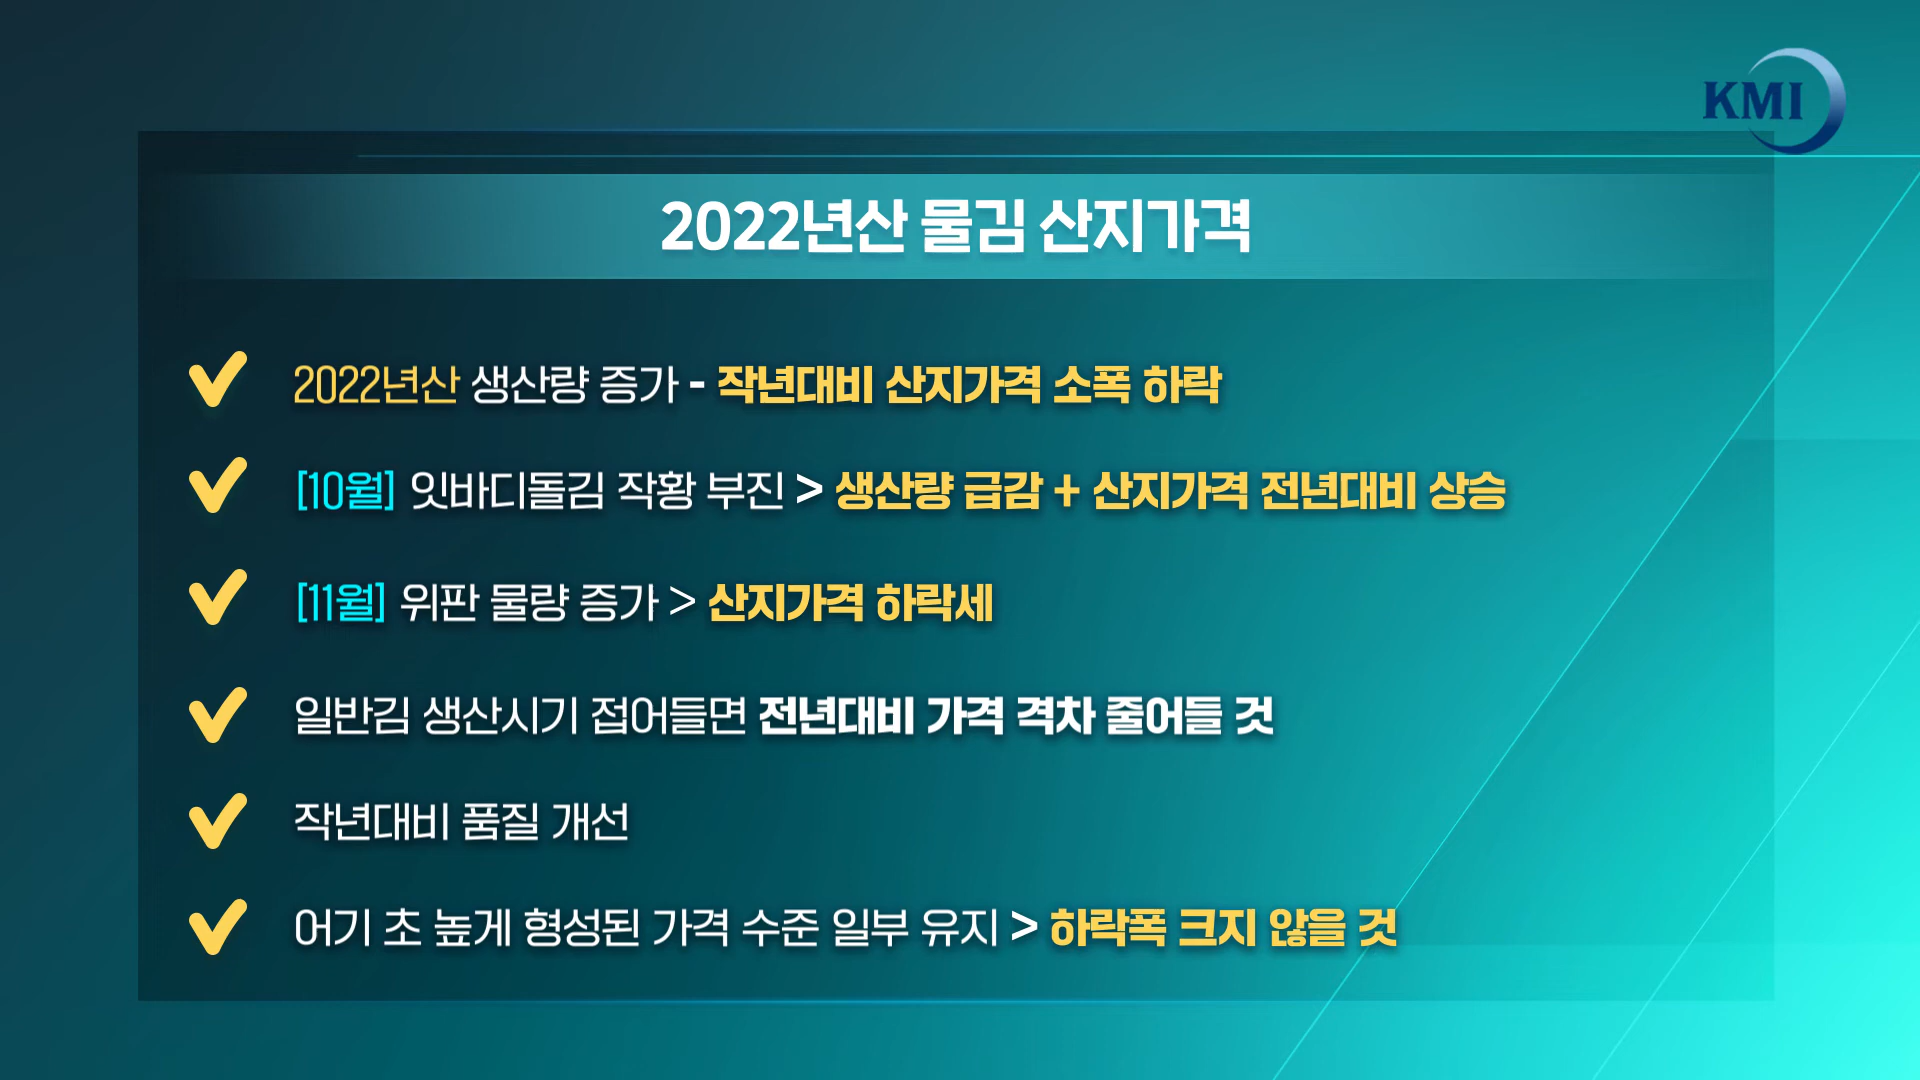 KMI
2022년산 물김 산지가격
2022년산 생산량 증가 - 작년대비 산지가격 소폭 하락
[10월] 잇바디돌김 작황 부진 > 생산량 급감 + 산지가격 전년대비 상승
[11월] 위판 물량 증가 > 산지가격 하락세
일반김 생산시기 접어들면 전년대비 가격 격차 줄어들 것
작년대비 품질 개선
어기 초 높게 형성된 가격 수준 일부 유지 > 하락폭 크지 않을 것